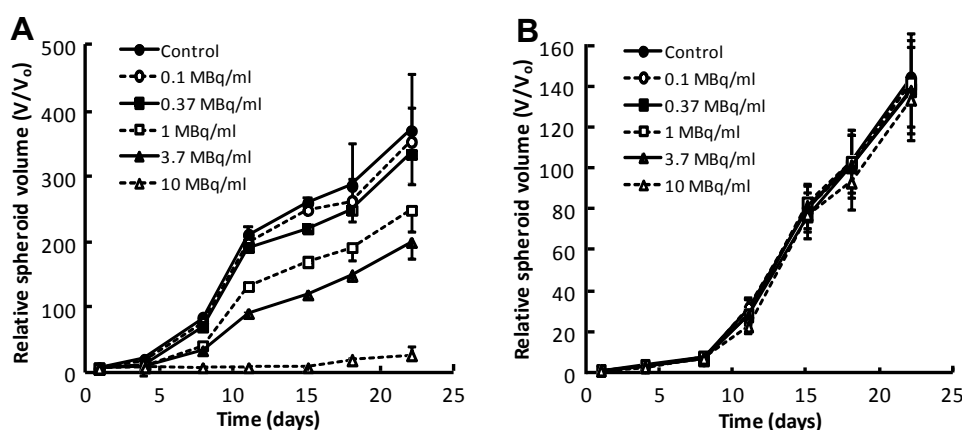 A
Relative spheroid volume (V/Vo)
500
400
300
200
100
0
Control
0.1 MBq/ml
0.37 MBq/ml
1 MBq/ml
3.7 MBq/ml
10 MBq/ml
0 5 10 15 20 25
Time (days)
B
Relative spheroid volume (V/Vo)
160
140
120
100
80
60
40
20
0
Control
0.1 MBq/ml
0.37 MBq/ml
1 MBq/ml
3.7 MBq/ml
10 MBq/ml
0 5 10 15 20 25
Time (days)